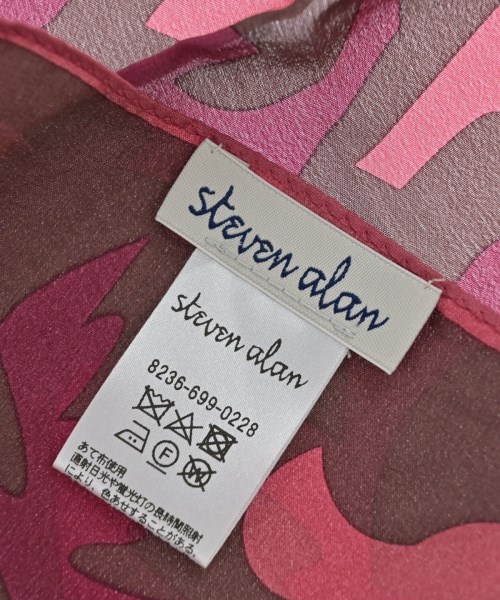 steven alan
steven alan
8236-699-0228
F
W
あて布使用
直射日光や蛍光灯の長時間照射
により、色あせすることがある。